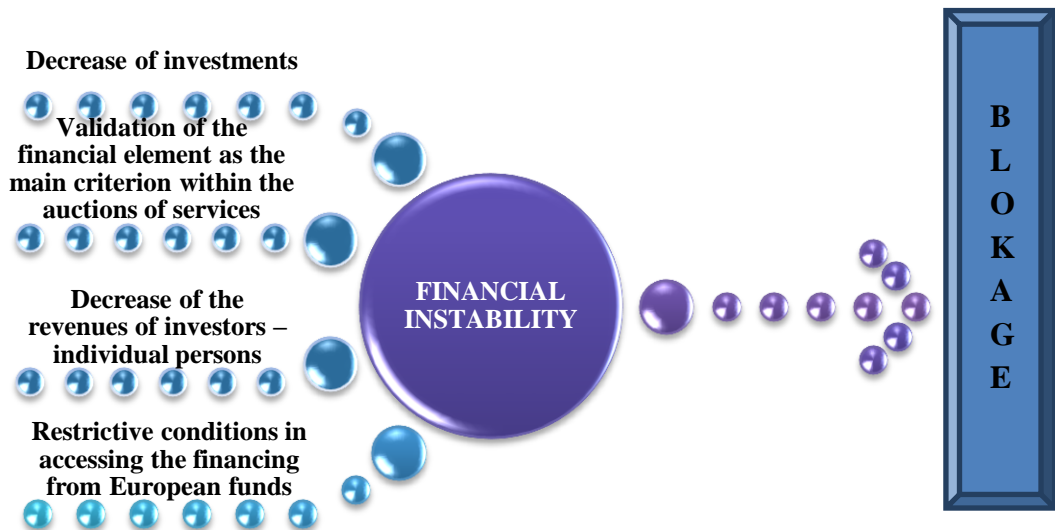 Decrease of investments
Validation of the
financial element as the
main criterion within the
auctions of services
Decrease of the
revenues of investors –
individual persons
Restrictive conditions in
accessing the financing
from European funds
FINANCIAL
INSTABILITY
B
L
O
K
A
G
E